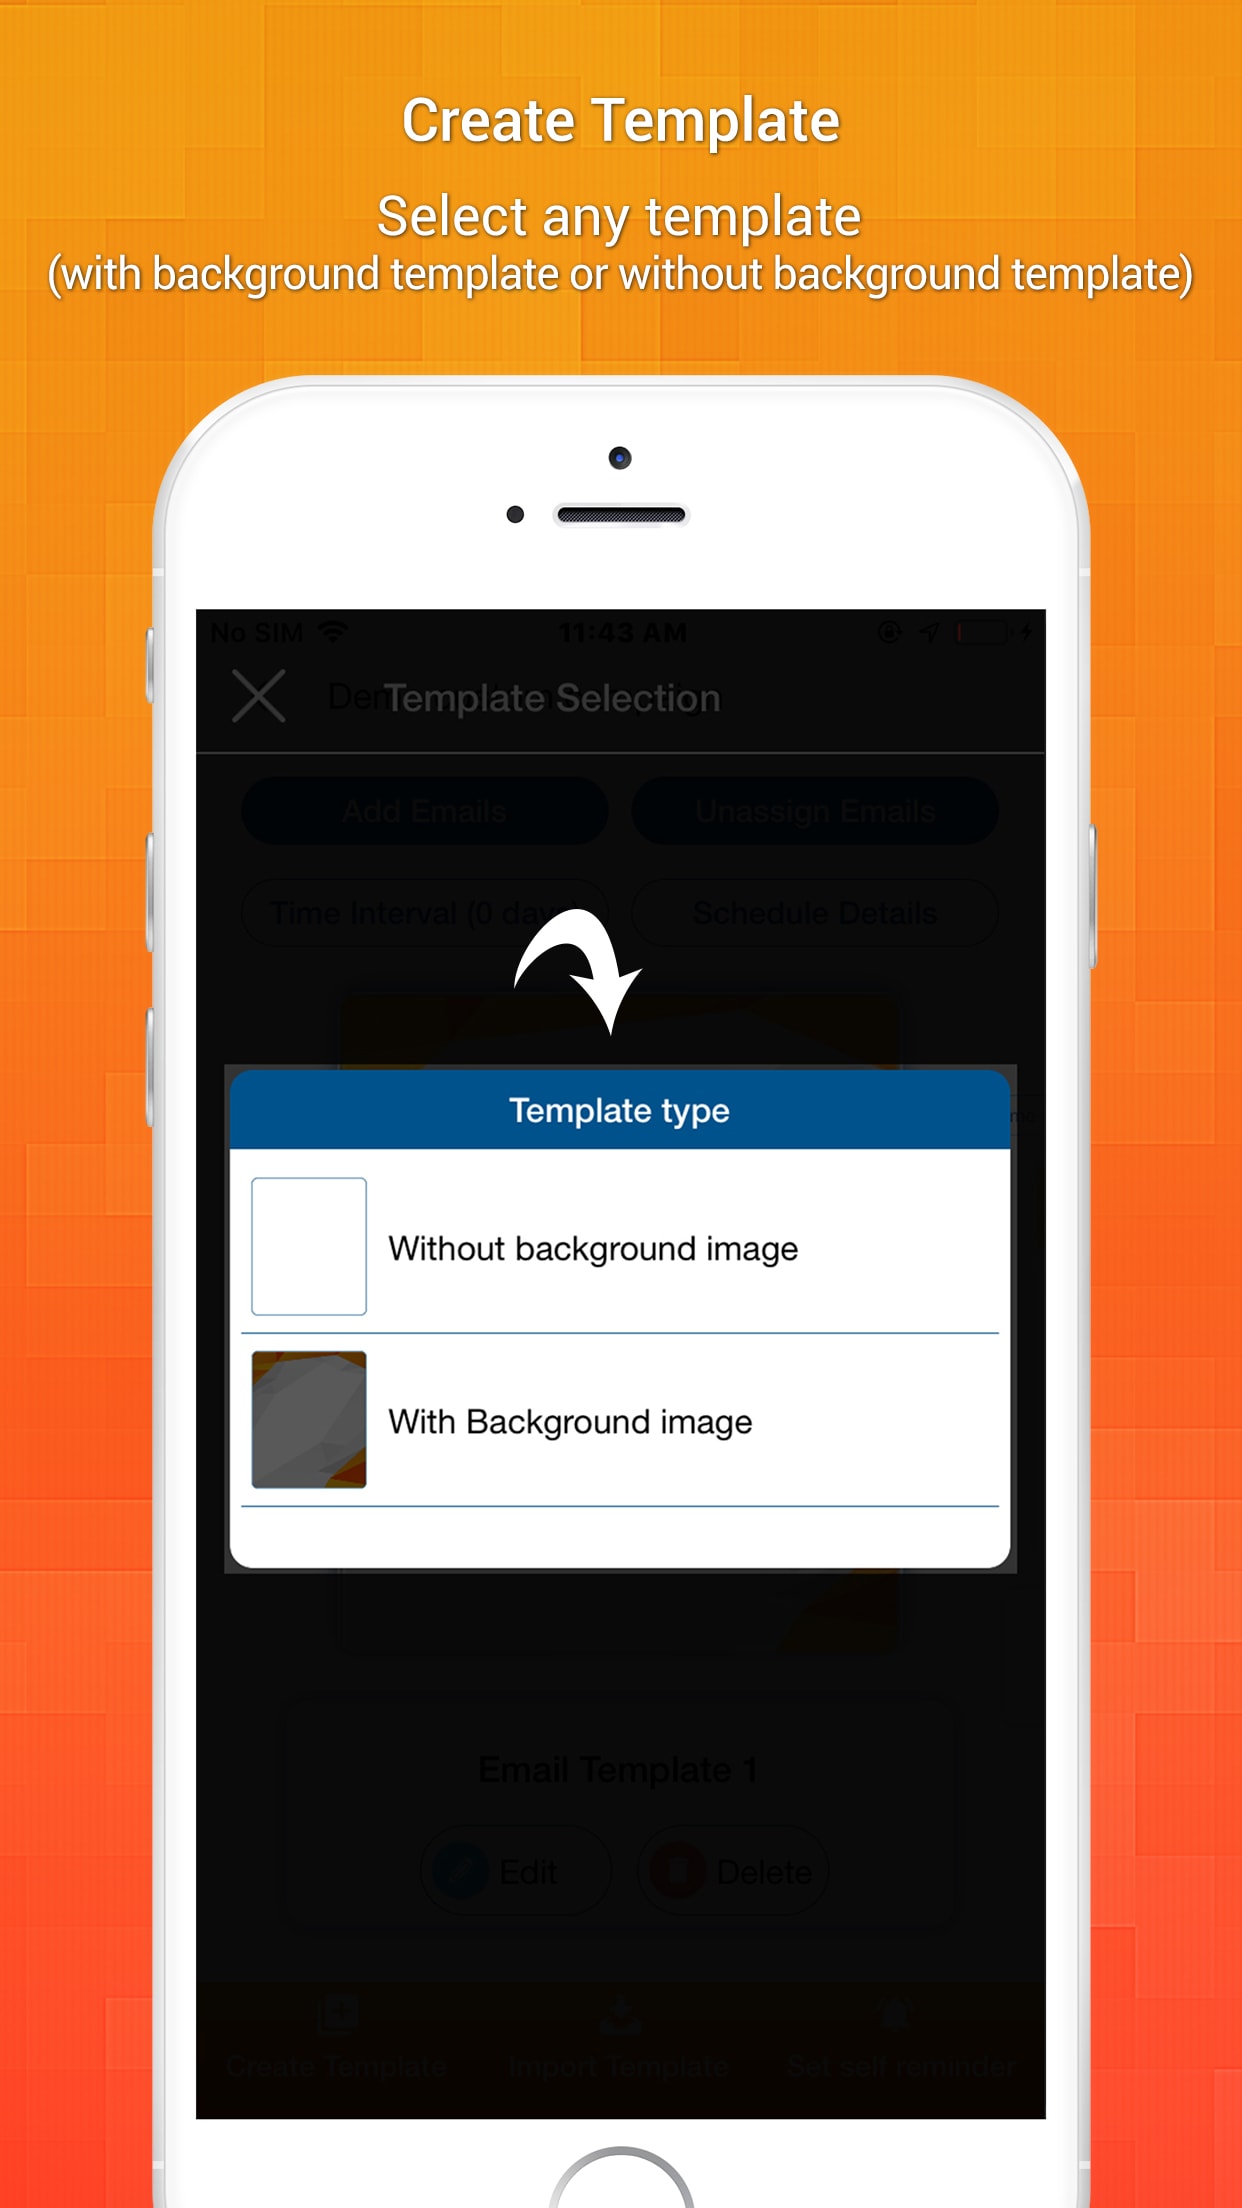 Create Template
Select any template
(with background template or without background template)
No SIM 11:43 AM
Template Selection
Add Emails Unassign Emails
Time Interval (0 days) Schedule Details
Template type
Without background image
With Background image
Email Template 1
Edit Delete
Create Template Import Template Set self reminder